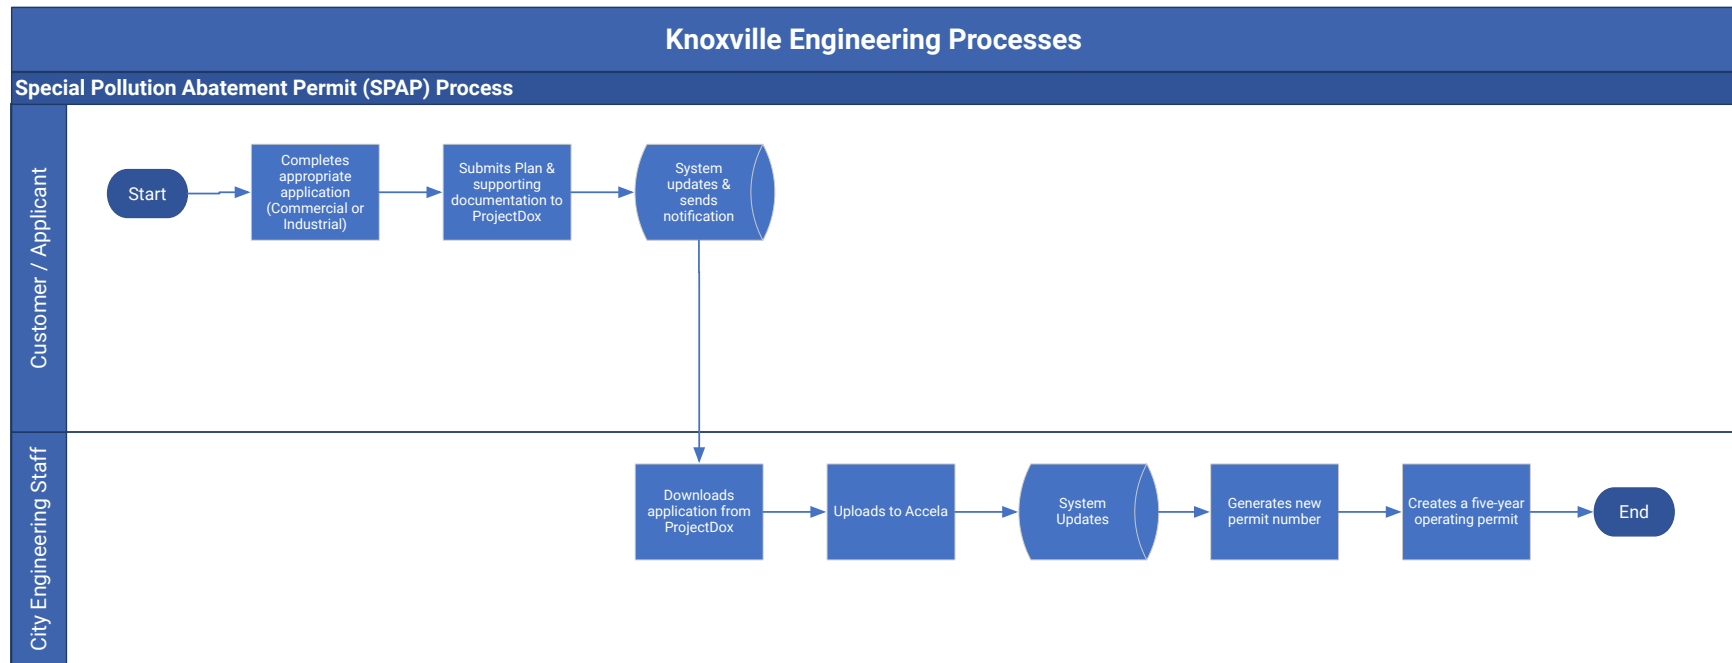 Knoxville Engineering Processes
Special Pollution Abatement Permit (SPAP) Process
Customer / Applicant
Start
Completes
appropriate
application
(Commercial or
Industrial)
Submits Plan &
supporting
documentation to
ProjectDox
System
updates &
sends
notification
City Engineering Staff
Downloads
application from
ProjectDox
Uploads to Accela
System
Updates
Generates new
permit number
Creates a five-year
operating permit
End